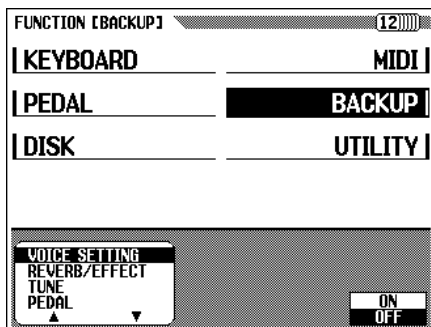 FUNCTION [BACKUP] 12
KEYBOARD MIDI
PEDAL BACKUP
DISK UTILITY
VOICE SETTING
REVERB/EFFECT
TUNE
PEDAL
ON
OFF